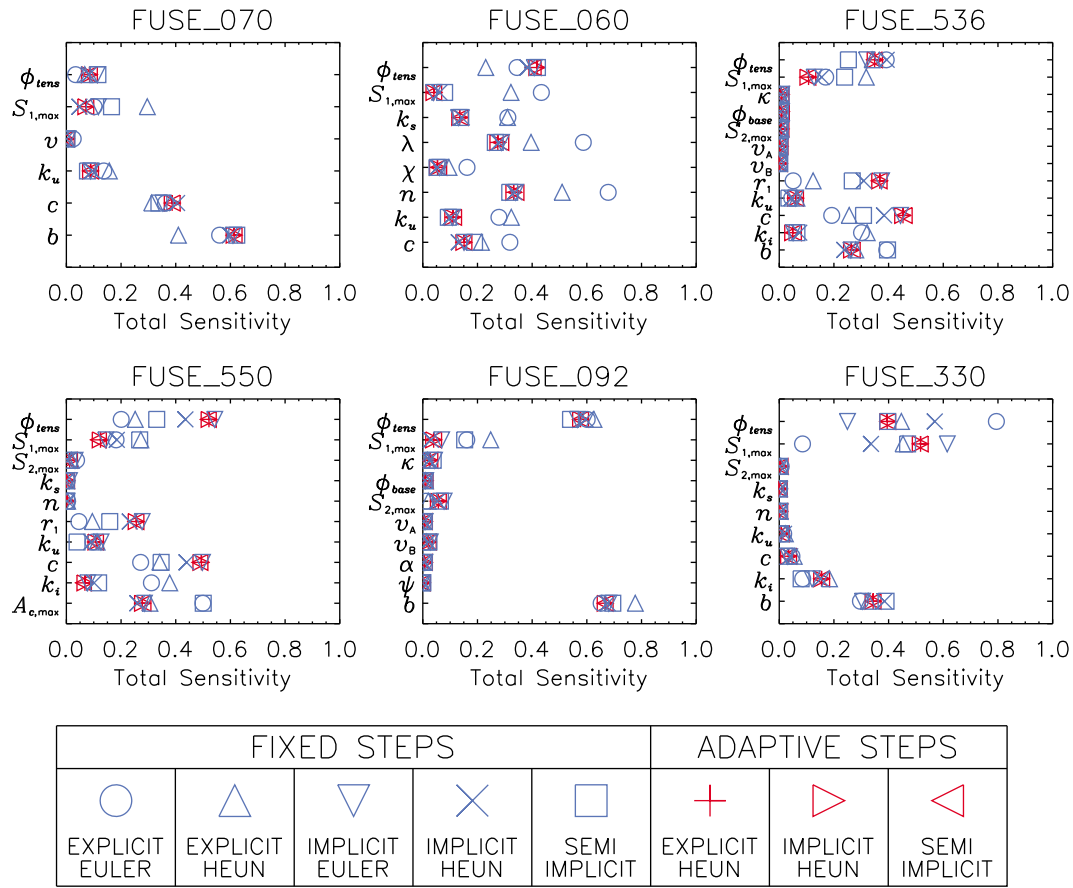 FUSE_070 FUSE_060 FUSE_536
ϕtens
S1,max
υ
ku
c
b
0.0 0.2 0.4 0.6 0.8 1.0
Total Sensitivity
ϕtens
S1,max
ks
λ
χ
n
ku
c
0.0 0.2 0.4 0.6 0.8 1.0
Total Sensitivity
ϕtens
S1,max
κ
ϕbase
S2,max
υA
υB
r1
ku
c
ki
b
0.0 0.2 0.4 0.6 0.8 1.0
Total Sensitivity
FUSE_550 FUSE_092 FUSE_330
ϕtens
S1,max
S2,max
ks
n
r1
ku
c
ki
Ac,max
0.0 0.2 0.4 0.6 0.8 1.0
Total Sensitivity
ϕtens
S1,max
κ
ϕbase
S2,max
υA
υB
α
ψ
b
0.0 0.2 0.4 0.6 0.8 1.0
Total Sensitivity
ϕtens
S1,max
S2,max
ks
n
ku
c
ki
b
0.0 0.2 0.4 0.6 0.8 1.0
Total Sensitivity
FIXED STEPS ADAPTIVE STEPS
EXPLICIT EXPLICIT IMPLICIT IMPLICIT SEMI EXPLICIT IMPLICIT SEMI
EULER HEUN EULER HEUN IMPLICIT HEUN HEUN IMPLICIT